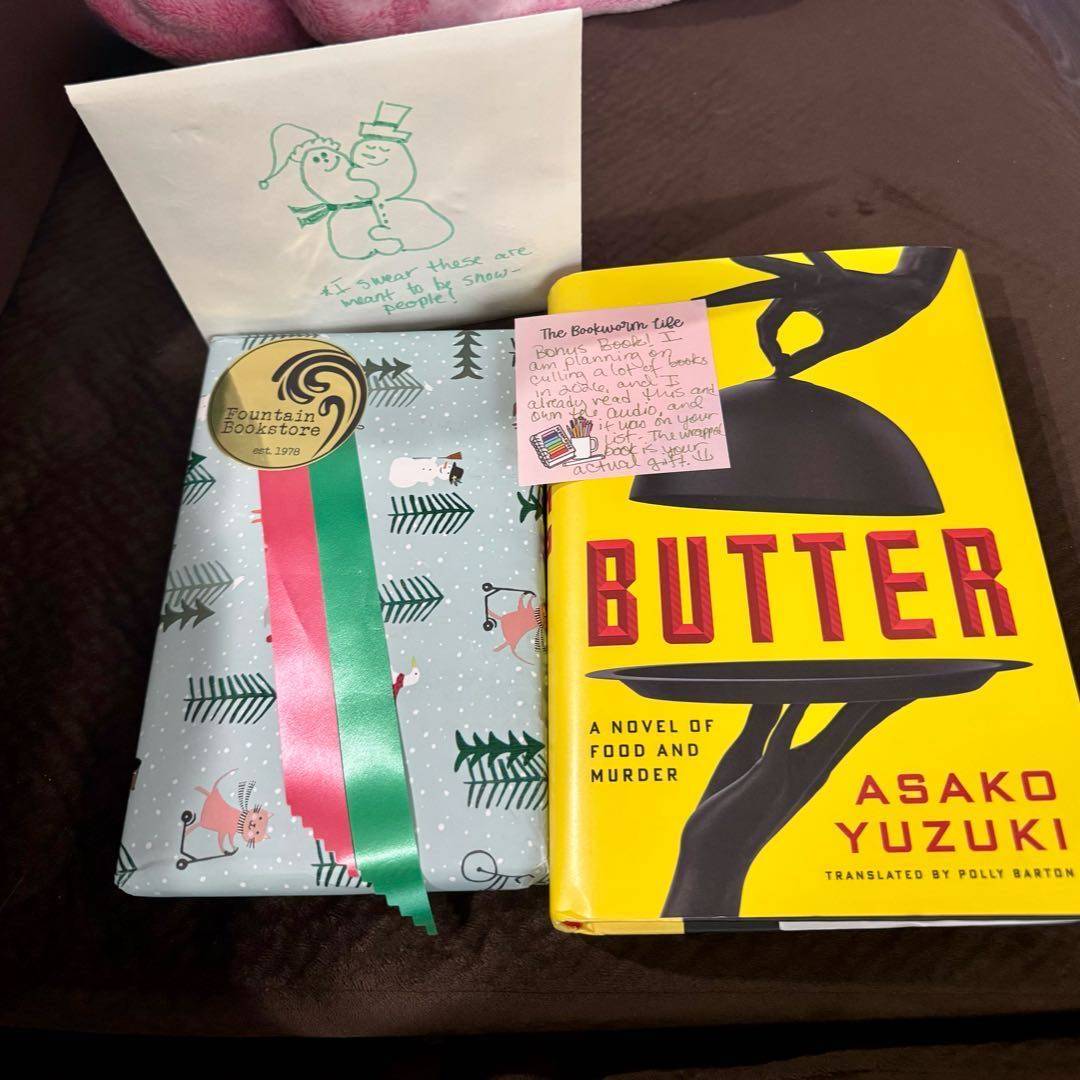 *I swear these are
meant to be snow-
people!
Fountain
Bookstore
est. 1978
The Bookworm Life
Bonus Book! I
am planning on
culling a lot of books
in 2026, and I
already read this and
own the audio, and
it was on your
list. The wrapped
book is your
actual gift. !!
BUTTER
A NOVEL OF
FOOD AND
MURDER
ASAKO
YUZUKI
TRANSLATED BY POLLY BARTON